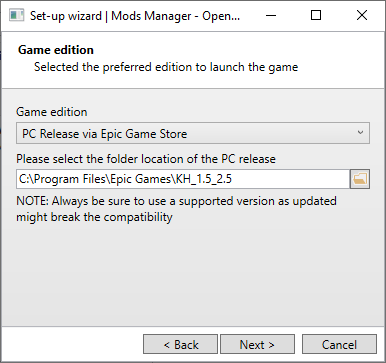 Set-up wizard | Mods Manager - Open...
Game edition
Selected the preferred edition to launch the game
Game edition
PC Release via Epic Game Store
Please select the folder location of the PC release
C:\Program Files\Epic Games\KH_1.5_2.5
NOTE: Always be sure to use a supported version as updated
might break the compatibility
< Back
Next >
Cancel